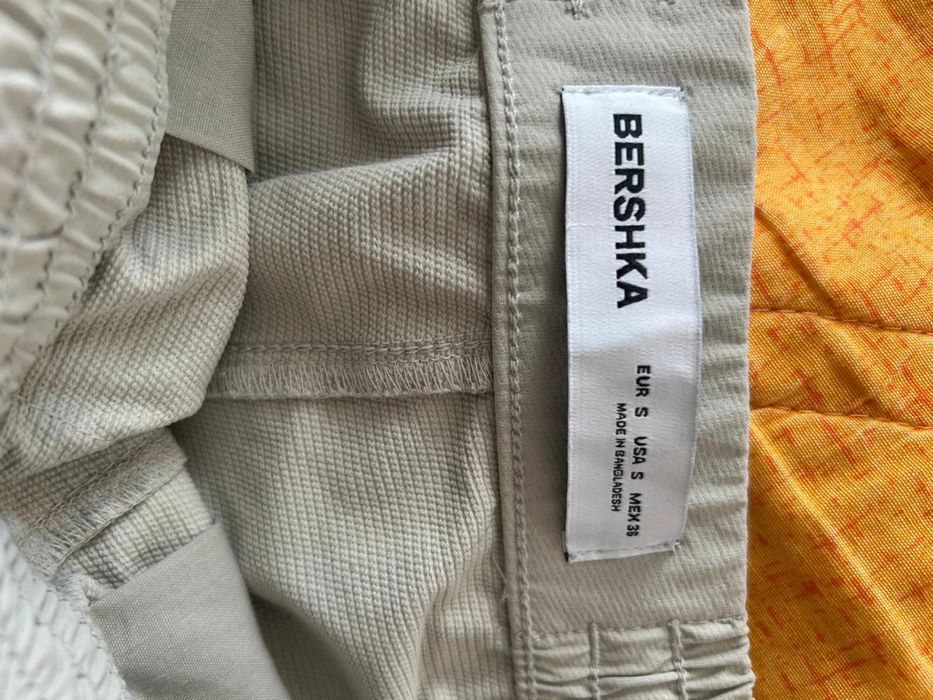 BERSHKA
EUR S USA S MEX 36
MADE IN BANGLADESH